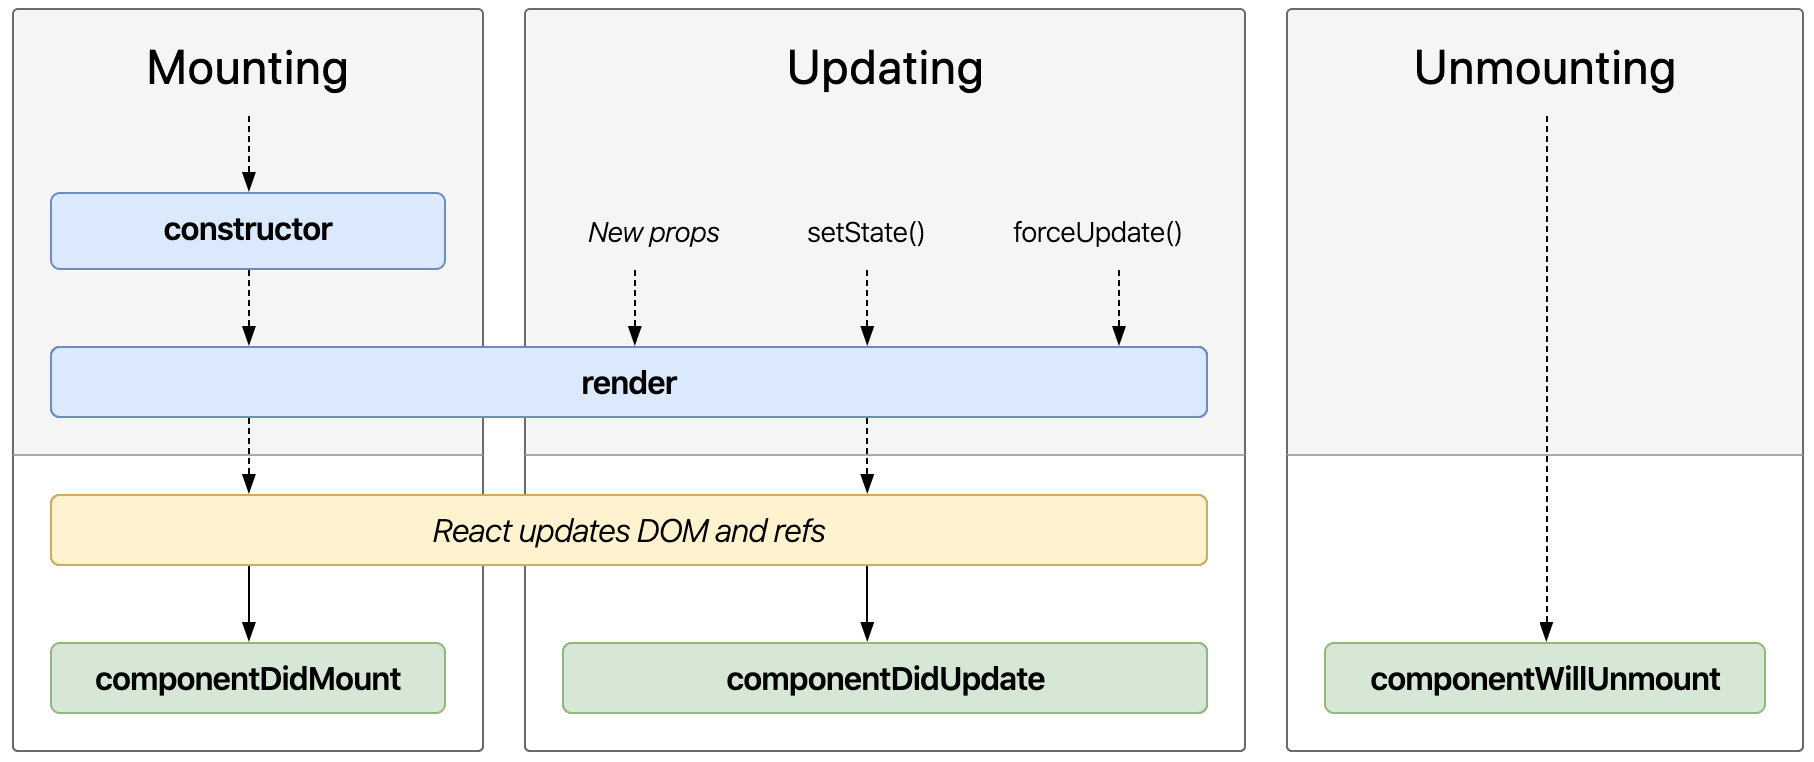 Mounting
Updating
Unmounting
constructor
New props
setState()
forceUpdate()
render
React updates DOM and refs
componentDidMount
componentDidUpdate
componentWillUnmount